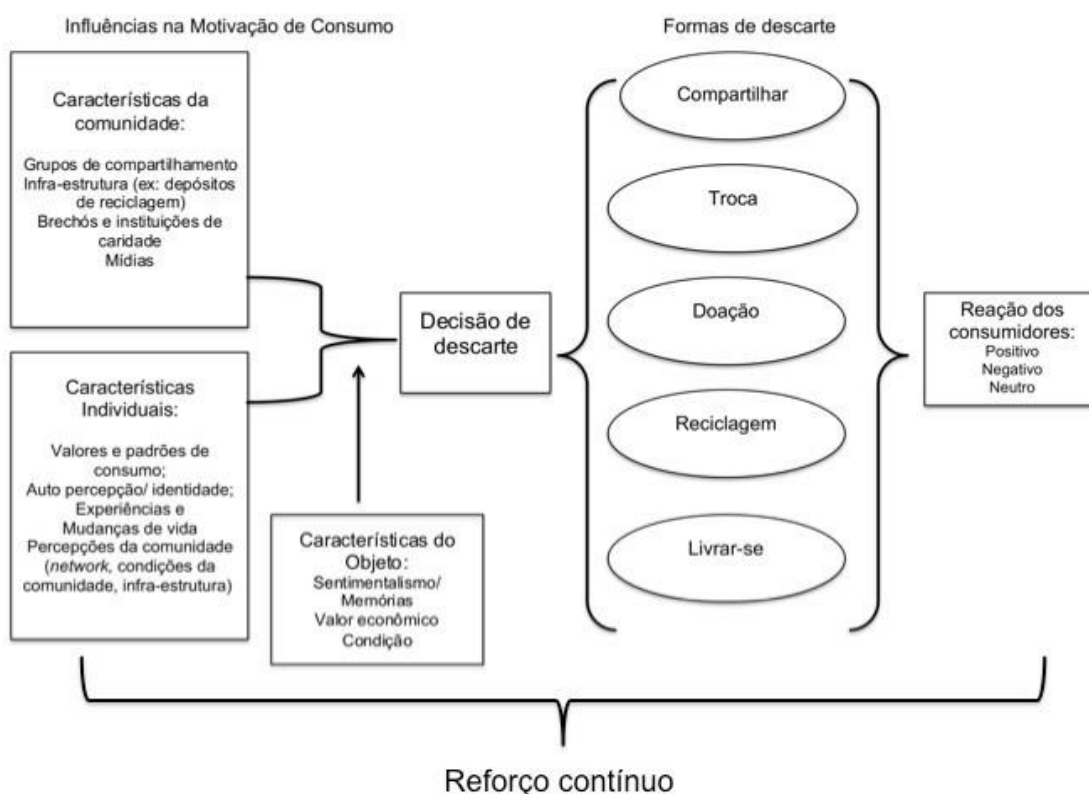 Influências na Motivação de Consumo
Formas de descarte
Características da
comunidade:
Grupos de compartilhamento
Infra-estrutura (ex: depósitos
de reciclagem)
Brechós e instituições de
caridade
Mídias
Características
Individuais:
Valores e padrões de
consumo;
Auto percepção/ identidade;
Experiências e
Mudanças de vida
Percepções da comunidade
(network, condições da
comunidade, infra-estrutura)
Características do
Objeto:
Sentimentalismo/
Memórias
Valor econômico
Condição
Decisão de
descarte
Compartilhar
Troca
Doação
Reciclagem
Livrar-se
Reação dos
consumidores:
Positivo
Negativo
Neutro
Reforço contínuo